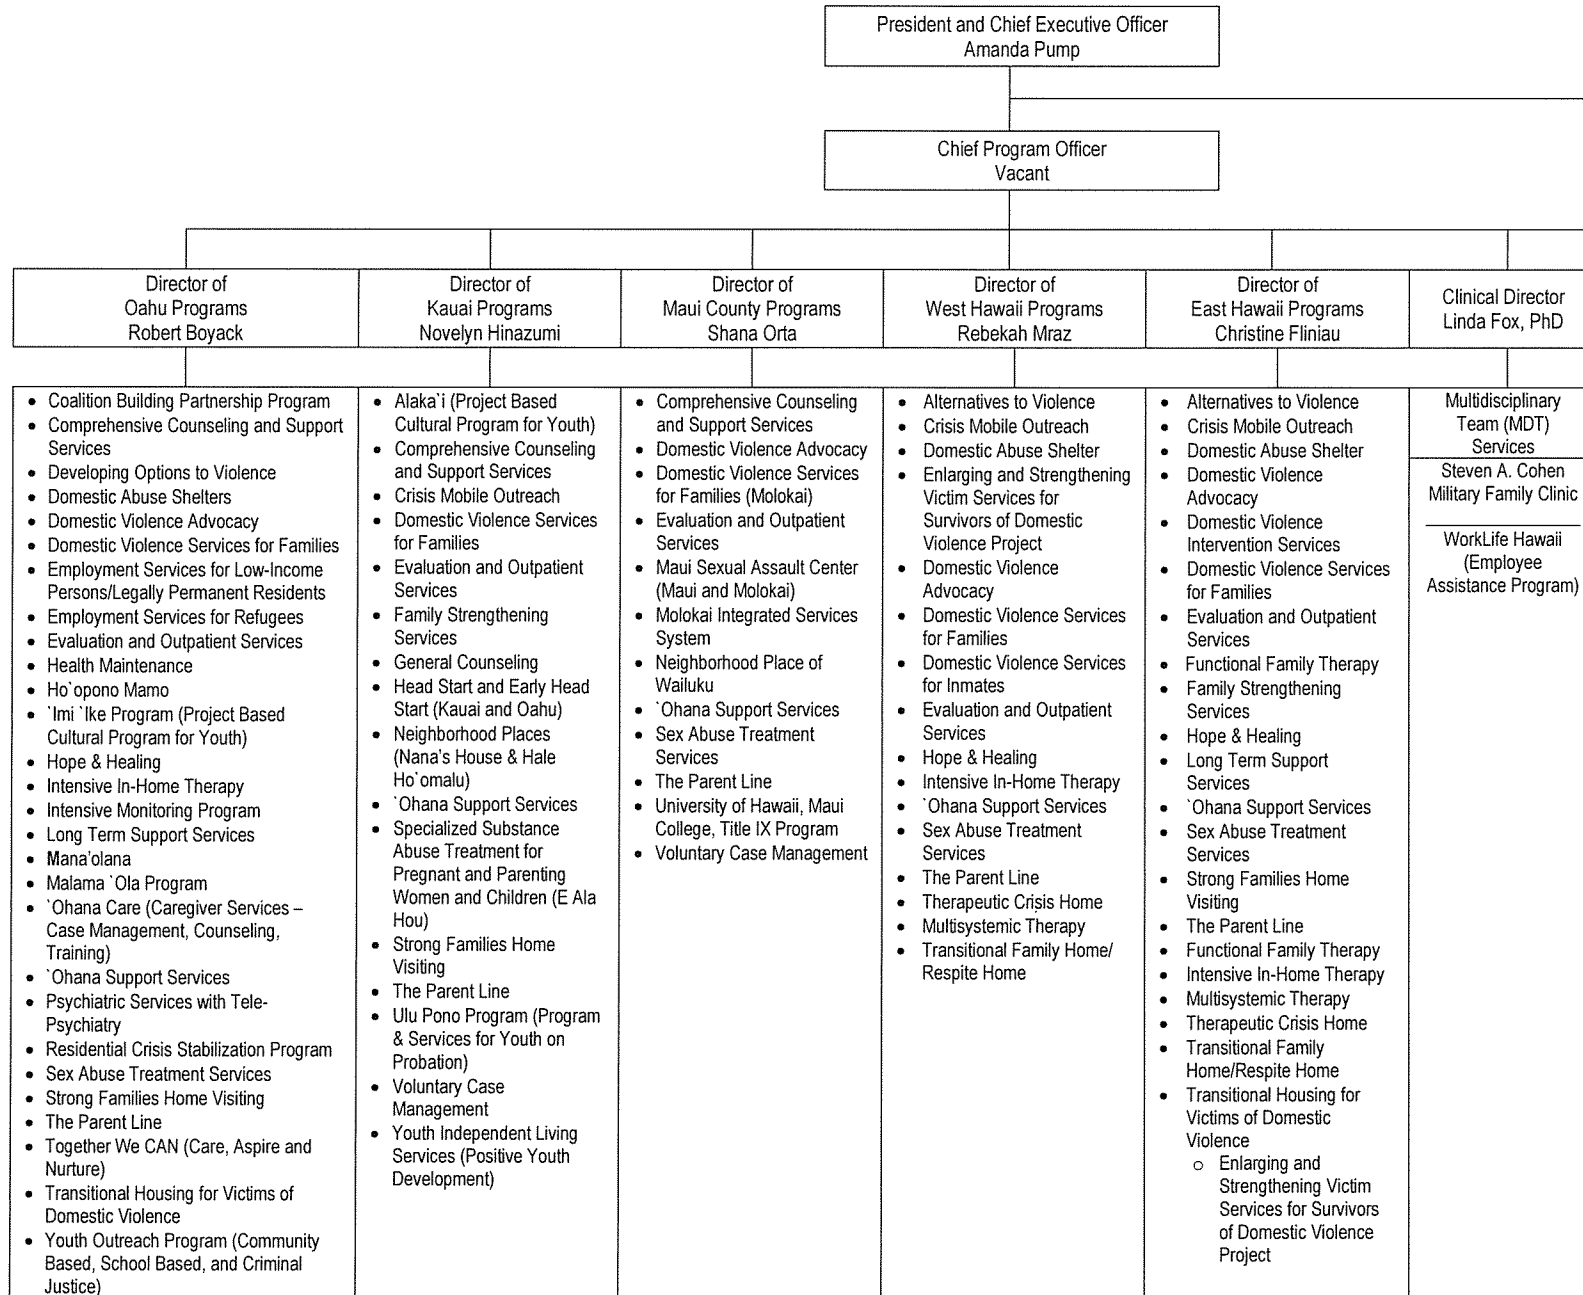 President and Chief Executive Officer
Amanda Pump
Chief Program Officer
Vacant
Director of
Oahu Programs
Robert Boyack
Director of
Kauai Programs
Novelyn Hinazumi
Director of
Maui County Programs
Shana Orta
Director of
West Hawaii Programs
Rebekah Mraz
Director of
East Hawaii Programs
Christine Fliniau
Clinical Director
Linda Fox, PhD
• Coalition Building Partnership Program
• Comprehensive Counseling and Support
Services
• Developing Options to Violence
• Domestic Abuse Shelters
• Domestic Violence Advocacy
• Domestic Violence Services for Families
• Employment Services for Low-Income
Persons/Legally Permanent Residents
• Employment Services for Refugees
• Evaluation and Outpatient Services
• Health Maintenance
• Ho`opono Mamo
• `Imi `Ike Program (Project Based
Cultural Program for Youth)
• Hope & Healing
• Intensive In-Home Therapy
• Intensive Monitoring Program
• Long Term Support Services
• Mana'olana
• Malama `Ola Program
• `Ohana Care (Caregiver Services –
Case Management, Counseling,
Training)
• `Ohana Support Services
• Psychiatric Services with Tele-
Psychiatry
• Residential Crisis Stabilization Program
• Sex Abuse Treatment Services
• Strong Families Home Visiting
• The Parent Line
• Together We CAN (Care, Aspire and
Nurture)
• Transitional Housing for Victims of
Domestic Violence
• Youth Outreach Program (Community
Based, School Based, and Criminal
Justice)
• Alaka`i (Project Based
Cultural Program for Youth)
• Comprehensive Counseling
and Support Services
• Crisis Mobile Outreach
• Domestic Violence Services
for Families
• Evaluation and Outpatient
Services
• Family Strengthening
Services
• General Counseling
• Head Start and Early Head
Start (Kauai and Oahu)
• Neighborhood Places
(Nana's House & Hale
Ho`omalu)
• `Ohana Support Services
• Specialized Substance
Abuse Treatment for
Pregnant and Parenting
Women and Children (E Ala
Hou)
• Strong Families Home
Visiting
• The Parent Line
• Ulu Pono Program (Program
& Services for Youth on
Probation)
• Voluntary Case
Management
• Youth Independent Living
Services (Positive Youth
Development)
• Comprehensive Counseling
and Support Services
• Domestic Violence Advocacy
• Domestic Violence Services
for Families (Molokai)
• Evaluation and Outpatient
Services
• Maui Sexual Assault Center
(Maui and Molokai)
• Molokai Integrated Services
System
• Neighborhood Place of
Wailuku
• `Ohana Support Services
• Sex Abuse Treatment
Services
• The Parent Line
• University of Hawaii, Maui
College, Title IX Program
• Voluntary Case Management
• Alternatives to Violence
• Crisis Mobile Outreach
• Domestic Abuse Shelter
• Enlarging and Strengthening
Victim Services for
Survivors of Domestic
Violence Project
• Domestic Violence
Advocacy
• Domestic Violence Services
for Families
• Domestic Violence Services
for Inmates
• Evaluation and Outpatient
Services
• Hope & Healing
• Intensive In-Home Therapy
• `Ohana Support Services
• Sex Abuse Treatment
Services
• The Parent Line
• Therapeutic Crisis Home
• Multisystemic Therapy
• Transitional Family Home/
Respite Home
• Alternatives to Violence
• Crisis Mobile Outreach
• Domestic Abuse Shelter
• Domestic Violence
Advocacy
• Domestic Violence
Intervention Services
• Domestic Violence Services
for Families
• Evaluation and Outpatient
Services
• Functional Family Therapy
• Family Strengthening
Services
• Hope & Healing
• Long Term Support
Services
• `Ohana Support Services
• Sex Abuse Treatment
Services
• Strong Families Home
Visiting
• The Parent Line
• Functional Family Therapy
• Intensive In-Home Therapy
• Multisystemic Therapy
• Therapeutic Crisis Home
• Transitional Family
Home/Respite Home
• Transitional Housing for
Victims of Domestic
Violence
o Enlarging and
Strengthening Victim
Services for Survivors
of Domestic Violence
Project
Multidisciplinary
Team (MDT)
Services
Steven A. Cohen
Military Family Clinic
WorkLife Hawaii
(Employee
Assistance Program)